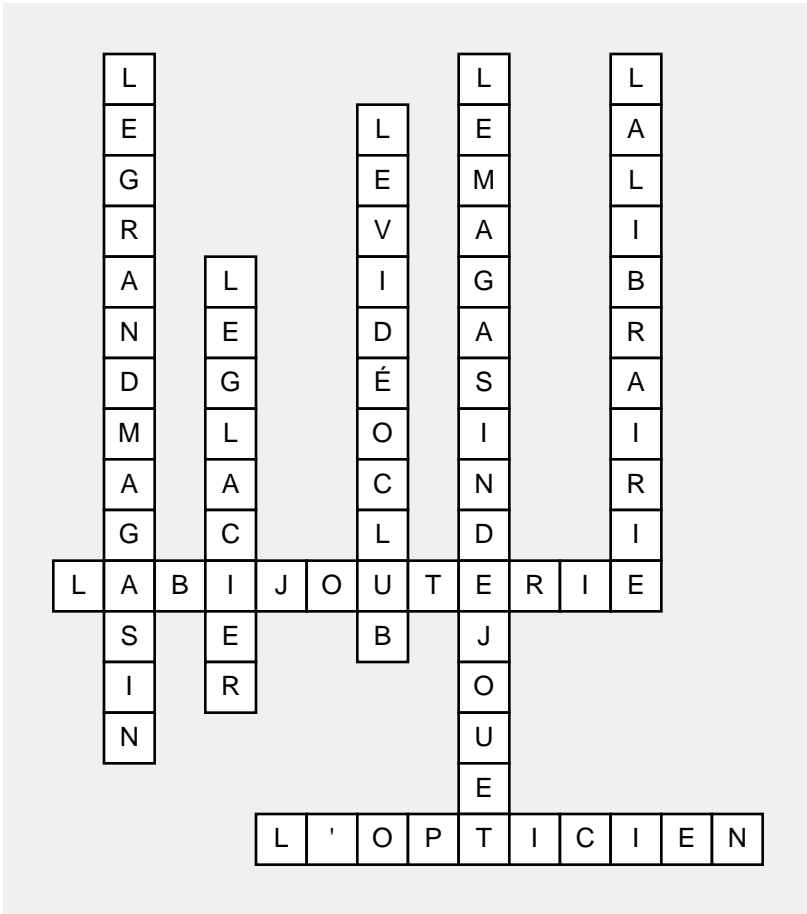 LEGRANDMAGASIN
LEGLACIER
LEVIDÉOCLUB
LEMAGASINDEJOUET
LALIBRAIRIE
LABIJOUTERIE
L'OPTICIEN